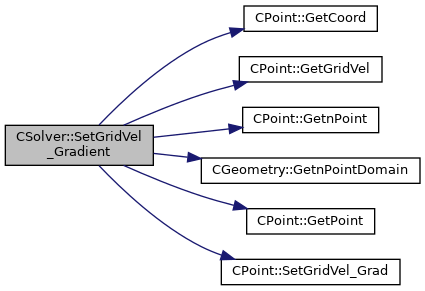 CPoint::GetCoord
CPoint::GetGridVel
CPoint::GetnPoint
CSolver::SetGridVel
_Gradient
CGeometry::GetnPointDomain
CPoint::GetPoint
CPoint::SetGridVel_Grad